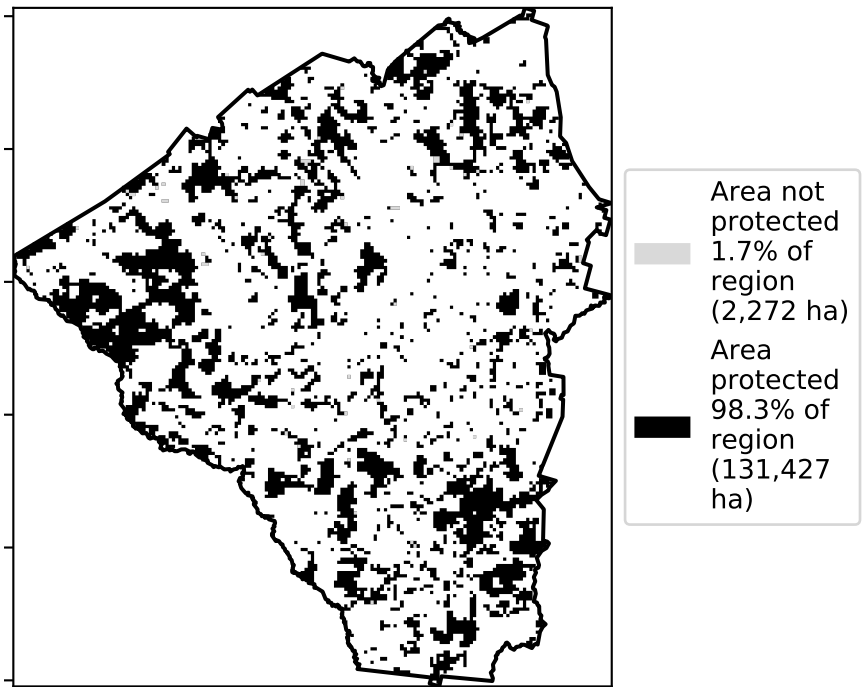 Area not
protected
1.7% of
region
(2,272 ha)
Area
protected
98.3% of
region
(131,427
ha)